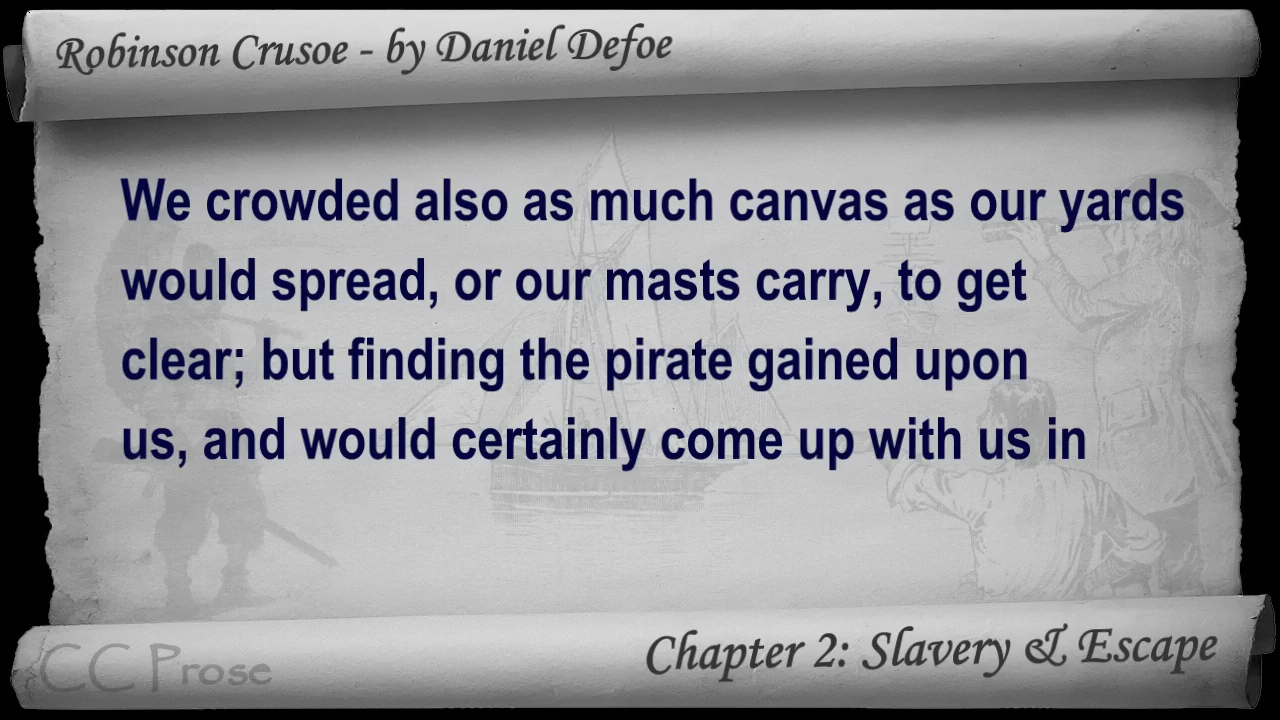 Robinson Crusoe - by Daniel Defoe
We crowded also as much canvas as our yards
would spread, or our masts carry, to get
clear; but finding the pirate gained upon
us, and would certainly come up with us in
Chapter 2: Slavery & Escape
CC Prose